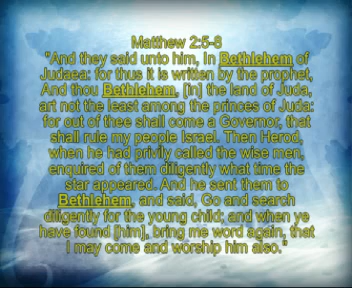 Matthew 2:5-8
"And they said unto him, In Bethlehem of
Judaea: for thus it is written by the prophet,
And thou Bethlehem, [in] the land of Juda,
art not the least among the princes of Juda:
for out of thee shall come a Governor, that
shall rule my people Israel. Then Herod,
when he had privily called the wise men,
enquired of them diligently what time the
star appeared. And he sent them to
Bethlehem, and said, Go and search
diligently for the young child; and when ye
have found [him], bring me word again, that
I may come and worship him also."